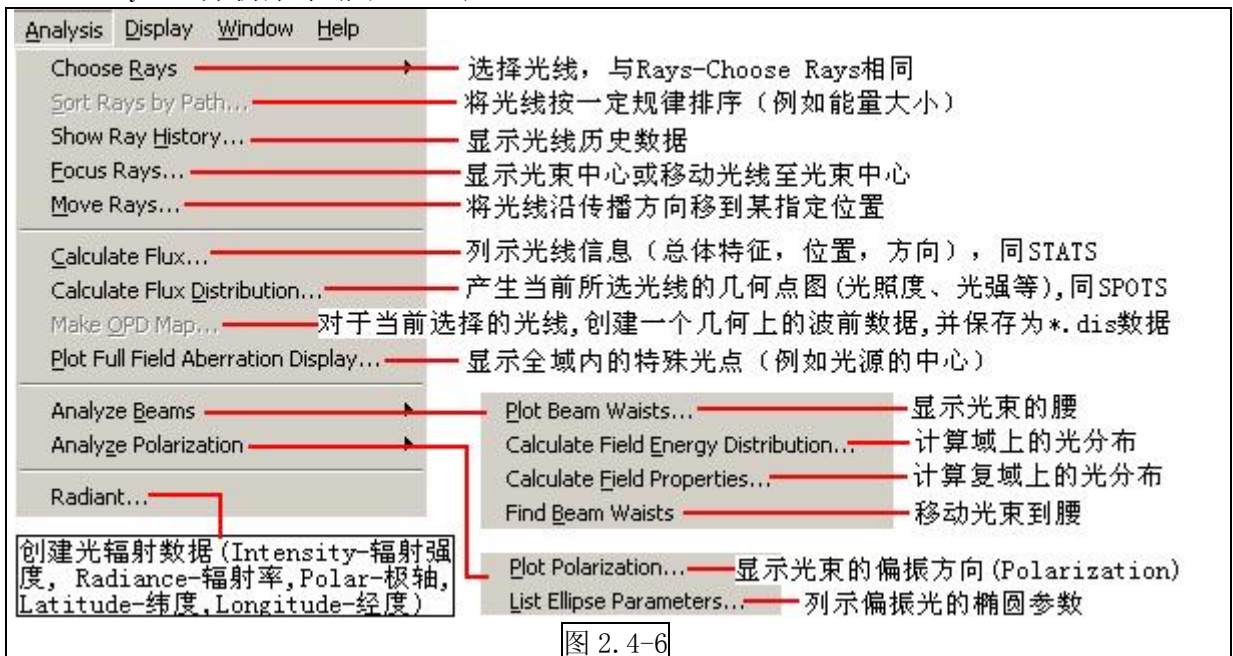 Analysis Display Window Help
Choose Rays 选择光线，与Rays-Choose Rays相同
Sort Rays by Path... 将光线按一定规律排序（例如能量大小）
Show Ray History... 显示光线历史数据
Focus Rays... 显示光束中心或移动光线至光束中心
Move Rays... 将光线沿传播方向移到某指定位置
Calculate Flux... 列示光线信息（总体特征，位置，方向），同STATS
Calculate Flux Distribution... 产生当前所选光线的几何点图(光照度、光强等),同SPOTS
Make OPD Map... 对于当前选择的光线,创建一个几何上的波前数据,并保存为*.dis数据
Plot Full Field Aberration Display... 显示全域内的特殊光点（例如光源的中心）
Analyze Beams Plot Beam Waists... 显示光束的腰
Analyze Polarization Calculate Field Energy Distribution... 计算域上的光分布
Calculate Field Properties... 计算复域上的光分布
Radiant... Find Beam Waists 移动光束到腰
创建光辐射数据(Intensity-辐射强
度, Radiance-辐射率,Polar-极轴,
Latitude-纬度,Longitude-经度)
Plot Polarization... 显示光束的偏振方向(Polarization)
List Ellipse Parameters... 列示偏振光的椭圆参数
图 2.4-6